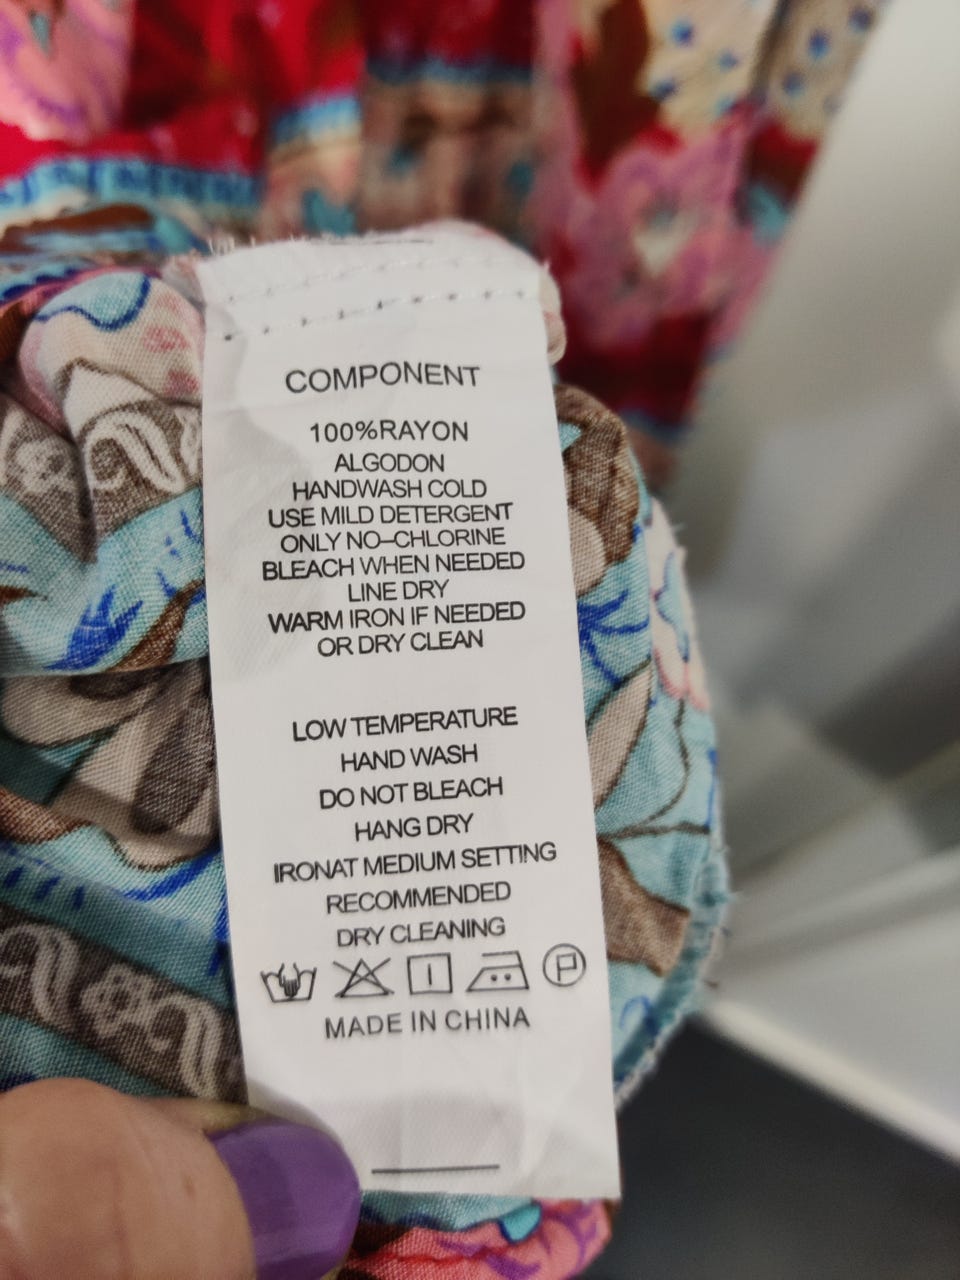 COMPONENT
100%RAYON
ALGODON
HANDWASH COLD
USE MILD DETERGENT
ONLY NO-CHLORINE
BLEACH WHEN NEEDED
LINE DRY
WARM IRON IF NEEDED
OR DRY CLEAN
LOW TEMPERATURE
HAND WASH
DO NOT BLEACH
HANG DRY
IRONAT MEDIUM SETTING
RECOMMENDED
DRY CLEANING
P
MADE IN CHINA